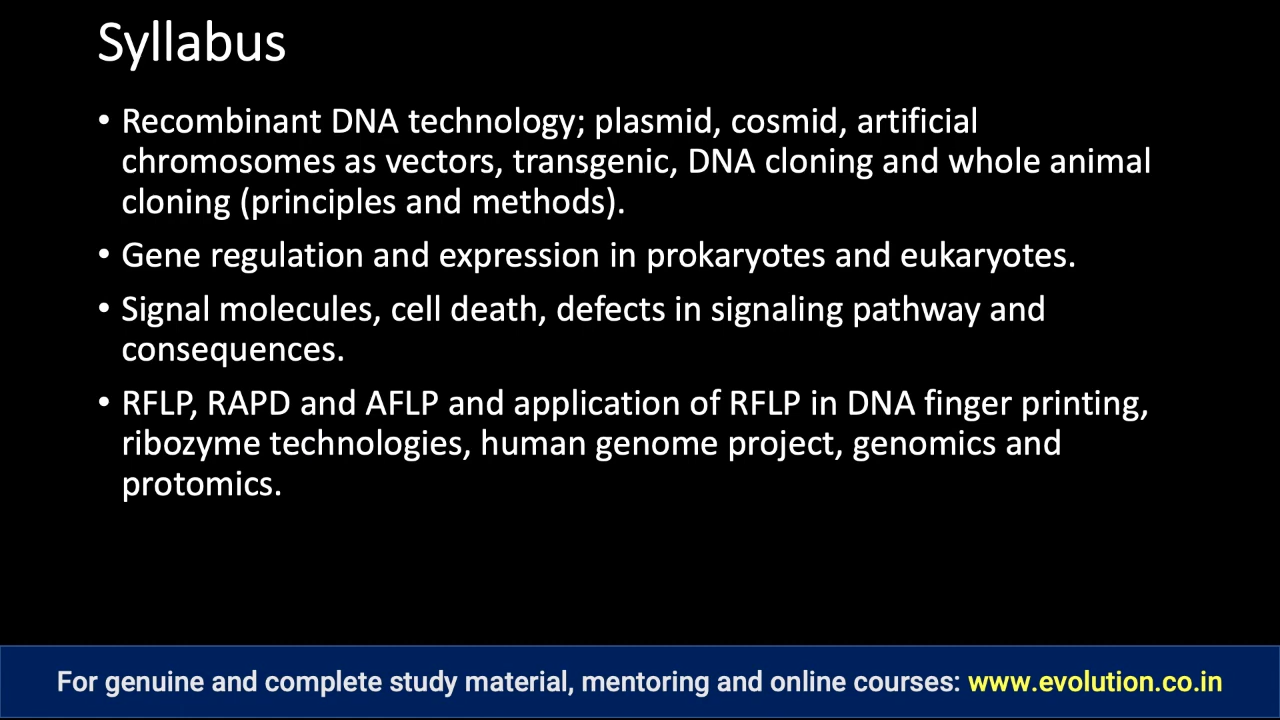 Syllabus
• Recombinant DNA technology; plasmid, cosmid, artificial
chromosomes as vectors, transgenic, DNA cloning and whole animal
cloning (principles and methods).
• Gene regulation and expression in prokaryotes and eukaryotes.
• Signal molecules, cell death, defects in signaling pathway and
consequences.
• RFLP, RAPD and AFLP and application of RFLP in DNA finger printing,
ribozyme technologies, human genome project, genomics and
protomics.
For genuine and complete study material, mentoring and online courses: www.evolution.co.in